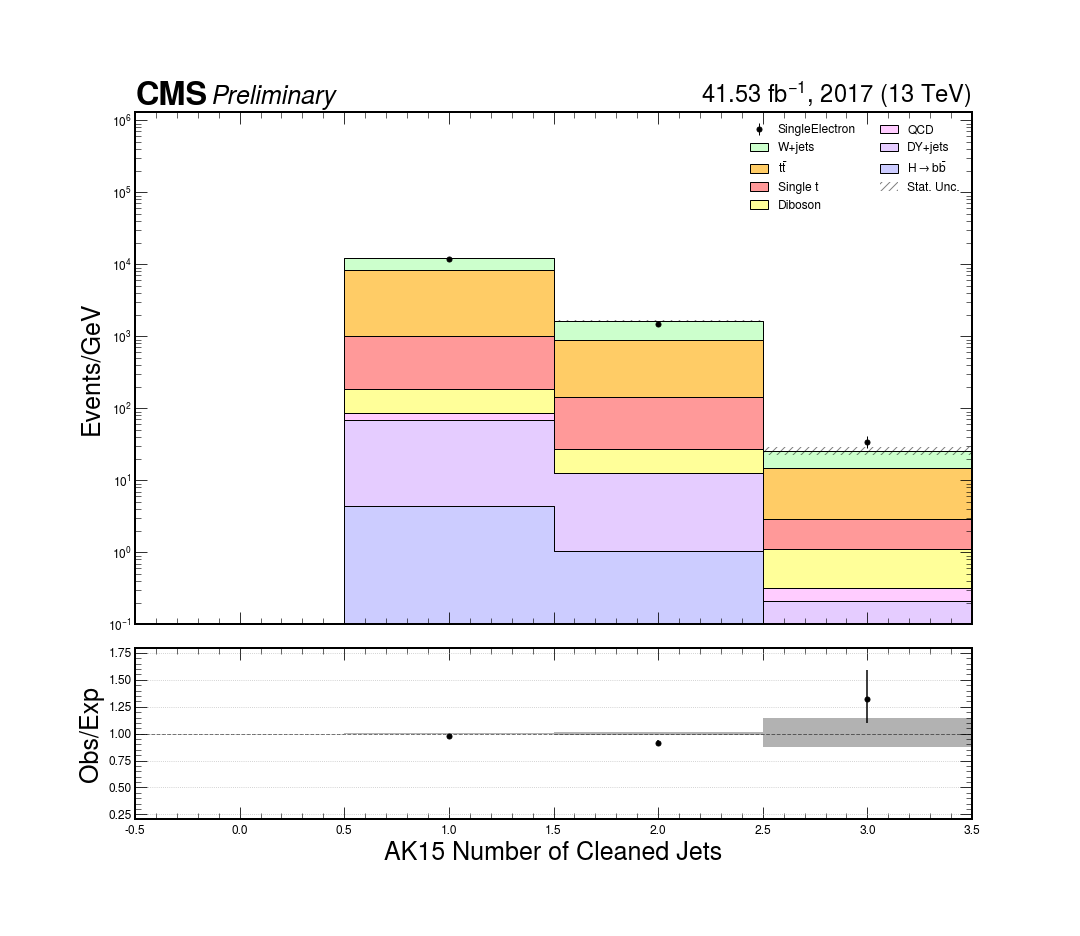 CMS Preliminary 41.53 fb⁻¹, 2017 (13 TeV)
SingleElectron
W+jets
tt̄
Single t
Diboson
QCD
DY+jets
H→bb̄
Stat. Unc.
Events/GeV
10⁶
10⁵
10⁴
10³
10²
10¹
10⁰
10⁻¹
Obs/Exp
1.75
1.50
1.25
1.00
0.75
0.50
0.25
-0.5 0.0 0.5 1.0 1.5 2.0 2.5 3.0 3.5
AK15 Number of Cleaned Jets